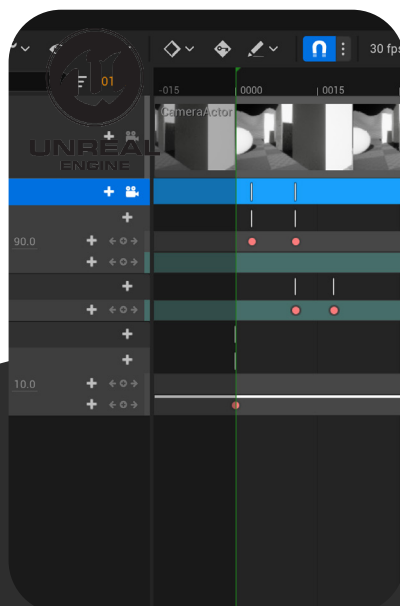 30 fps
01
-015 0000 0015
CameraActor
UNREAL
ENGINE
90.0
10.0